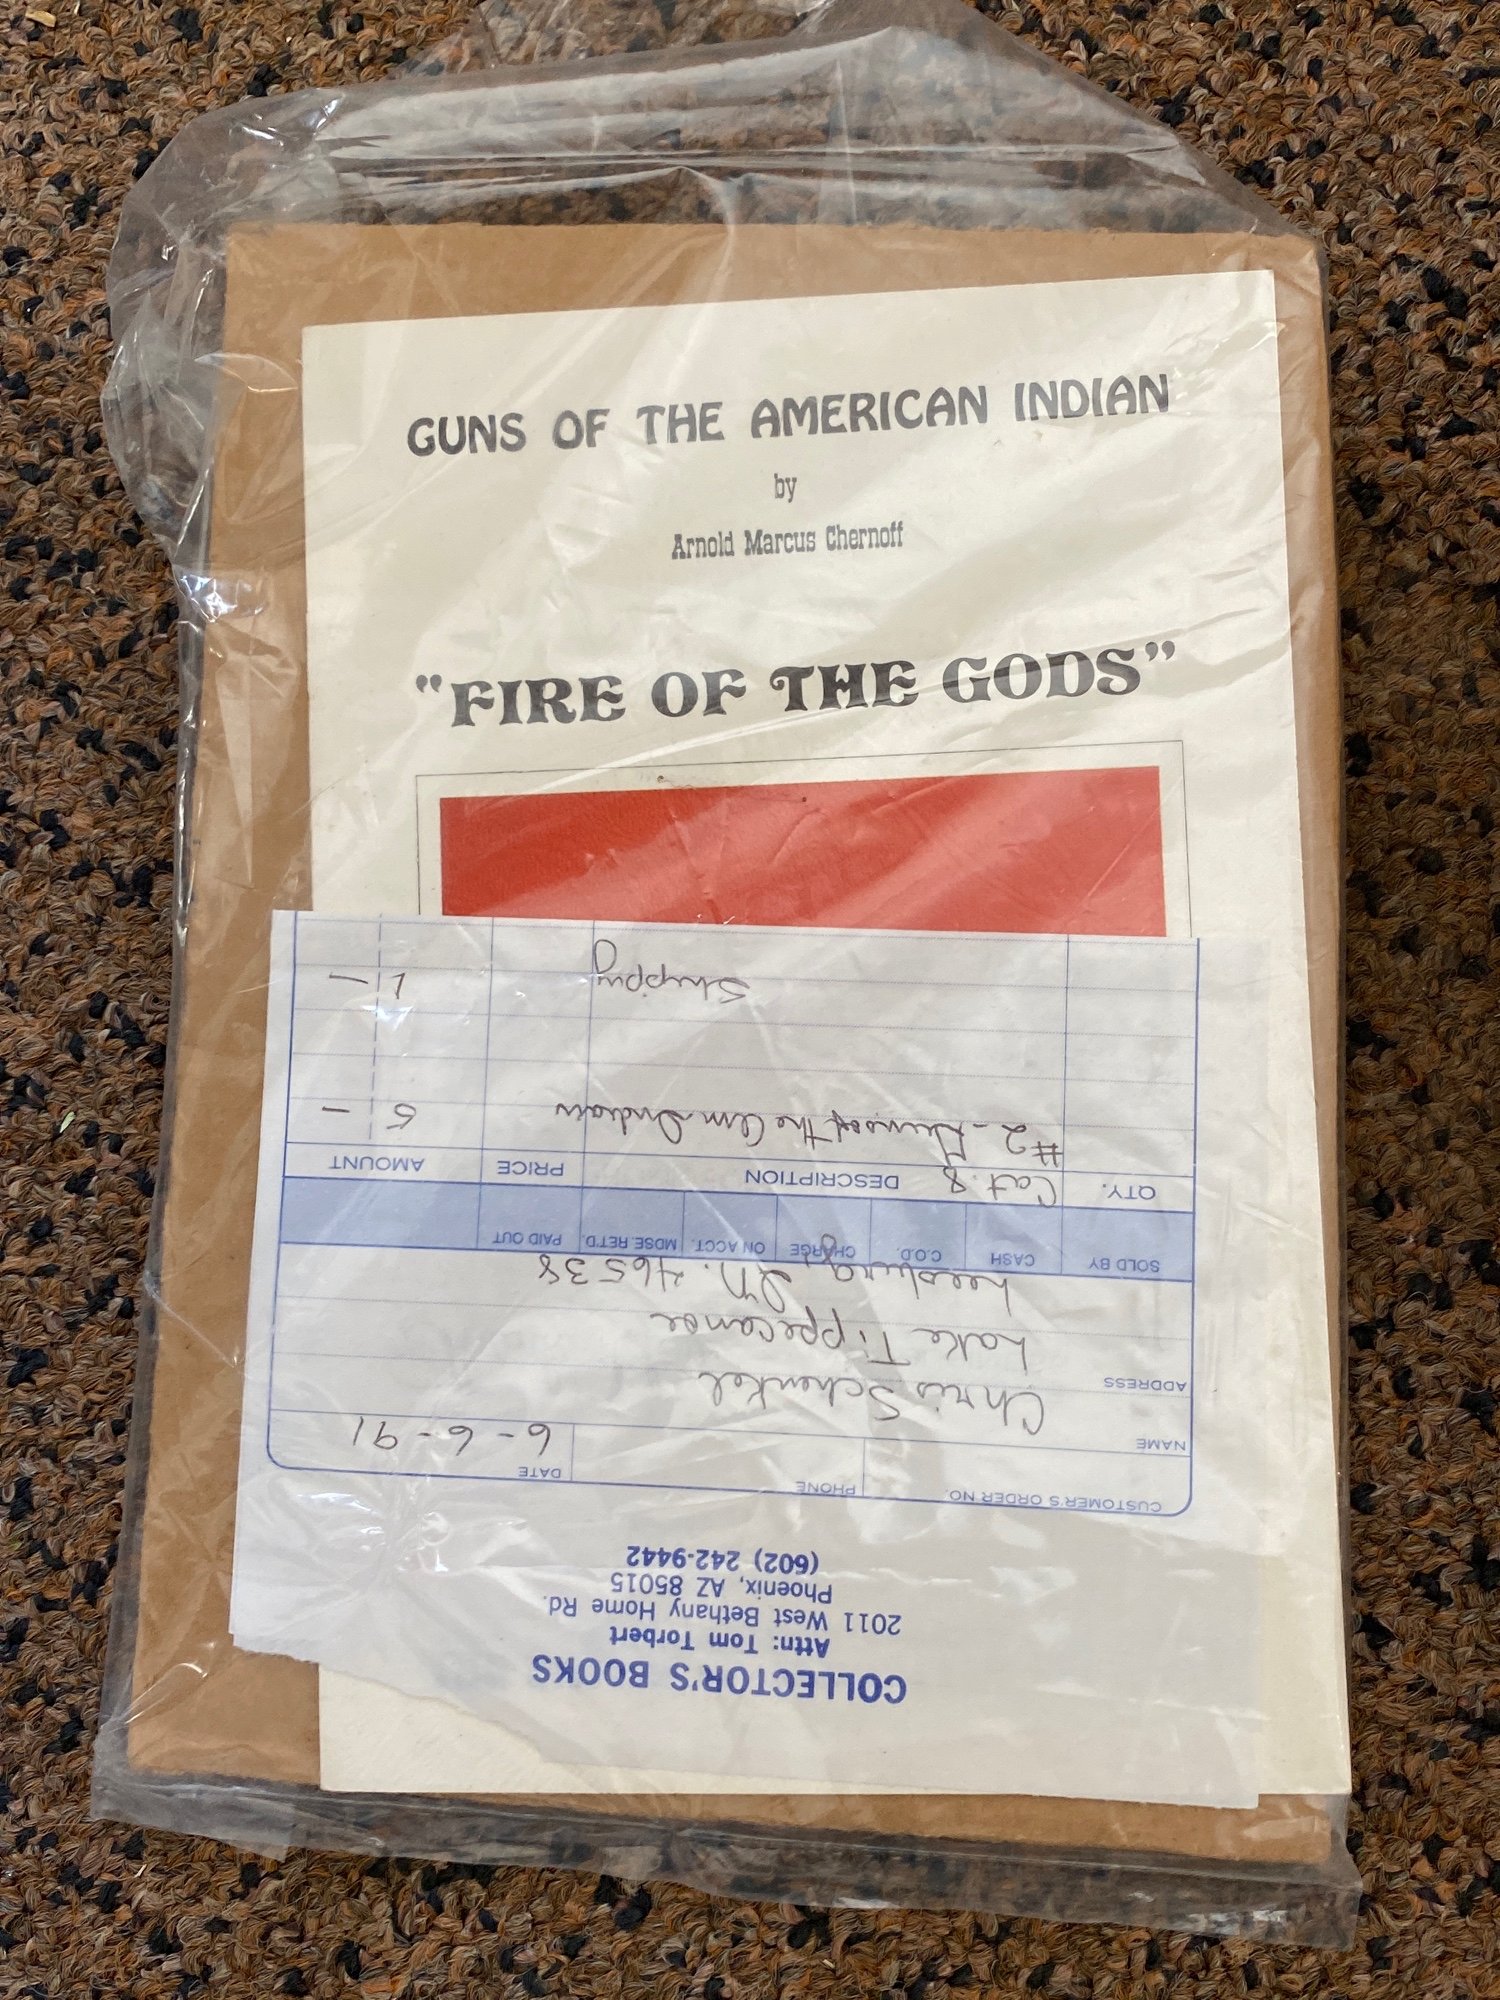 GUNS OF THE AMERICAN INDIAN
by
Arnold Marcus Chernoff
"FIRE OF THE GODS"
COLLECTOR'S BOOKS
Attn: Tom Torbert
2011 West Bethany Home Rd.
Phoenix, AZ 85015
(602) 242-9442
CUSTOMER'S ORDER NO. PHONE DATE 6-6-91
NAME Chris Schenkel
ADDRESS Lake Tippecanoe
Leesburg, IN. 46538
SOLD BY CASH C.O.D. CHARGE ON ACCT. MDSE. RETD. PAID OUT
QTY. DESCRIPTION PRICE AMOUNT
Cat. 8
#2 - Guns of the Am Indian 5 —
Shipping 1 —